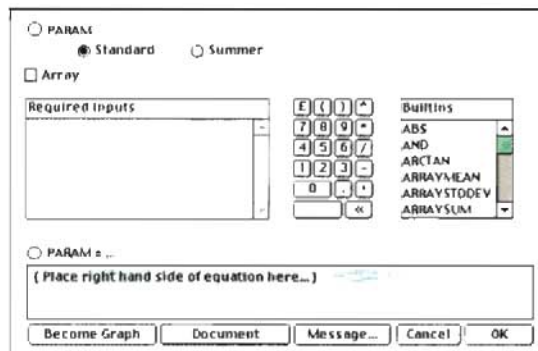 PARAM
Standard Summer
Array
Required Inputs
E ( ) ^
7 8 9 *
4 5 6 /
1 2 3 -
0 .
«
Builtins
ABS
AND
ARCTAN
ARRAYMEAN
ARRAYSTDDEV
ARRAYSUM
PARAM = ...
{ Place right hand side of equation here... }
Become Graph Document Message... Cancel OK